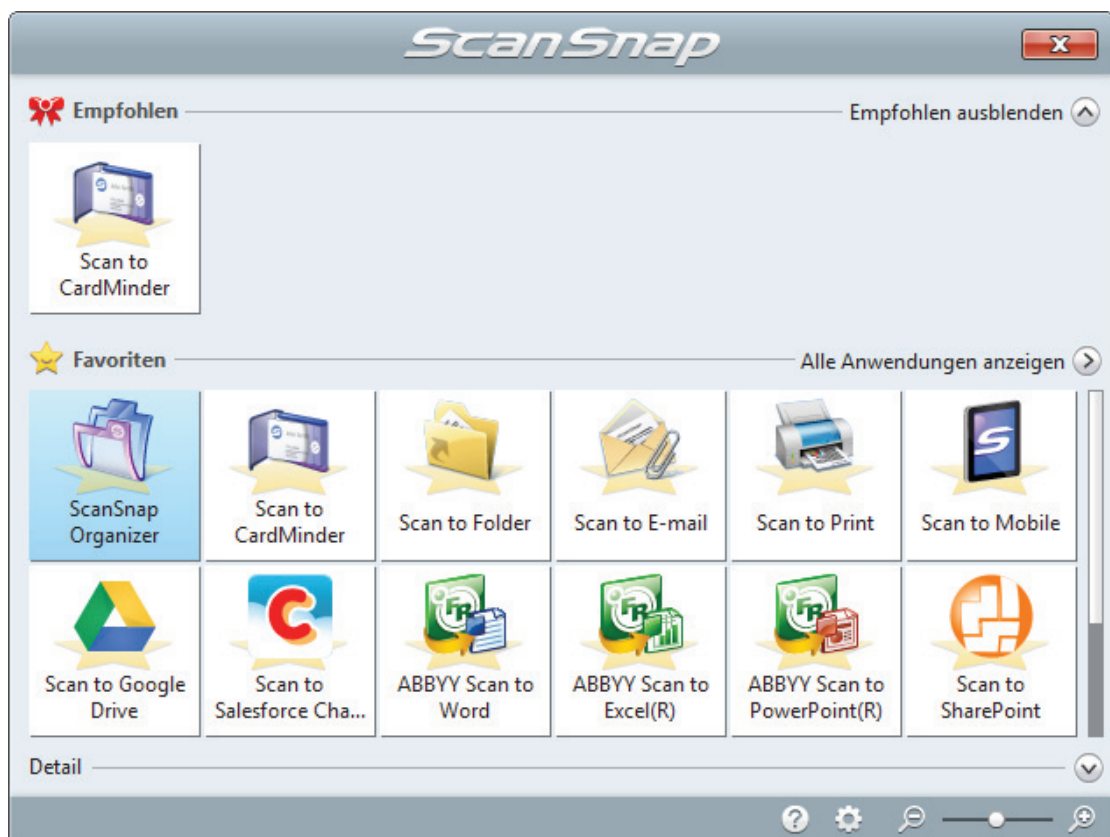 ScanSnap
Empfohlen
Empfohlen ausblenden
Scan to
CardMinder
Favoriten
Alle Anwendungen anzeigen
ScanSnap
Organizer
Scan to
CardMinder
Scan to Folder
Scan to E-mail
Scan to Print
Scan to Mobile
Scan to Google
Drive
Scan to
Salesforce Cha...
ABBYY Scan to
Word
ABBYY Scan to
Excel(R)
ABBYY Scan to
PowerPoint(R)
Scan to
SharePoint
Detail